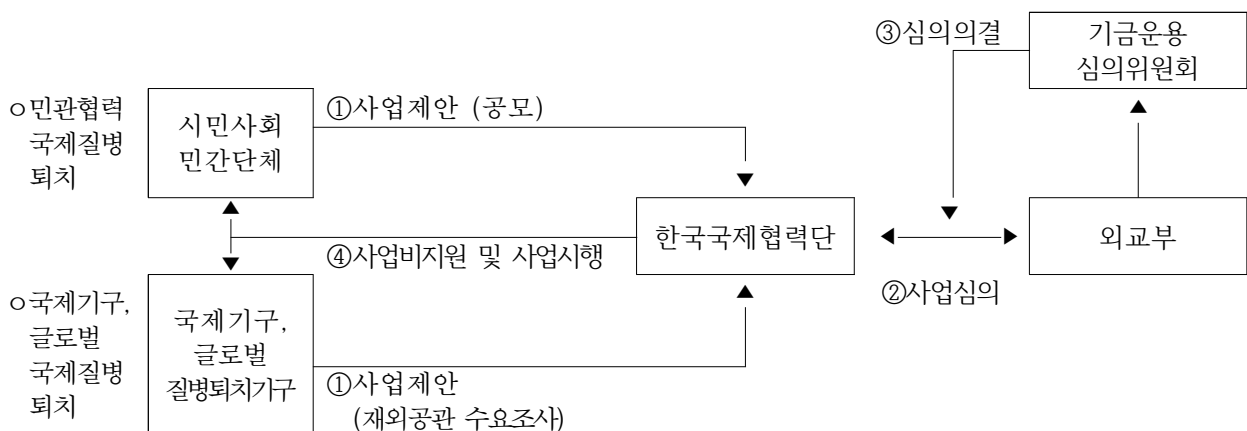 ③심의의결
기금운용
심의위원회
ㅇ민관협력
국제질병
퇴치
시민사회
민간단체
①사업제안 (공모)
한국국제협력단
외교부
④사업비지원 및 사업시행
②사업심의
ㅇ국제기구,
글로벌
국제질병
퇴치
국제기구,
글로벌
질병퇴치기구
①사업제안
(재외공관 수요조사)